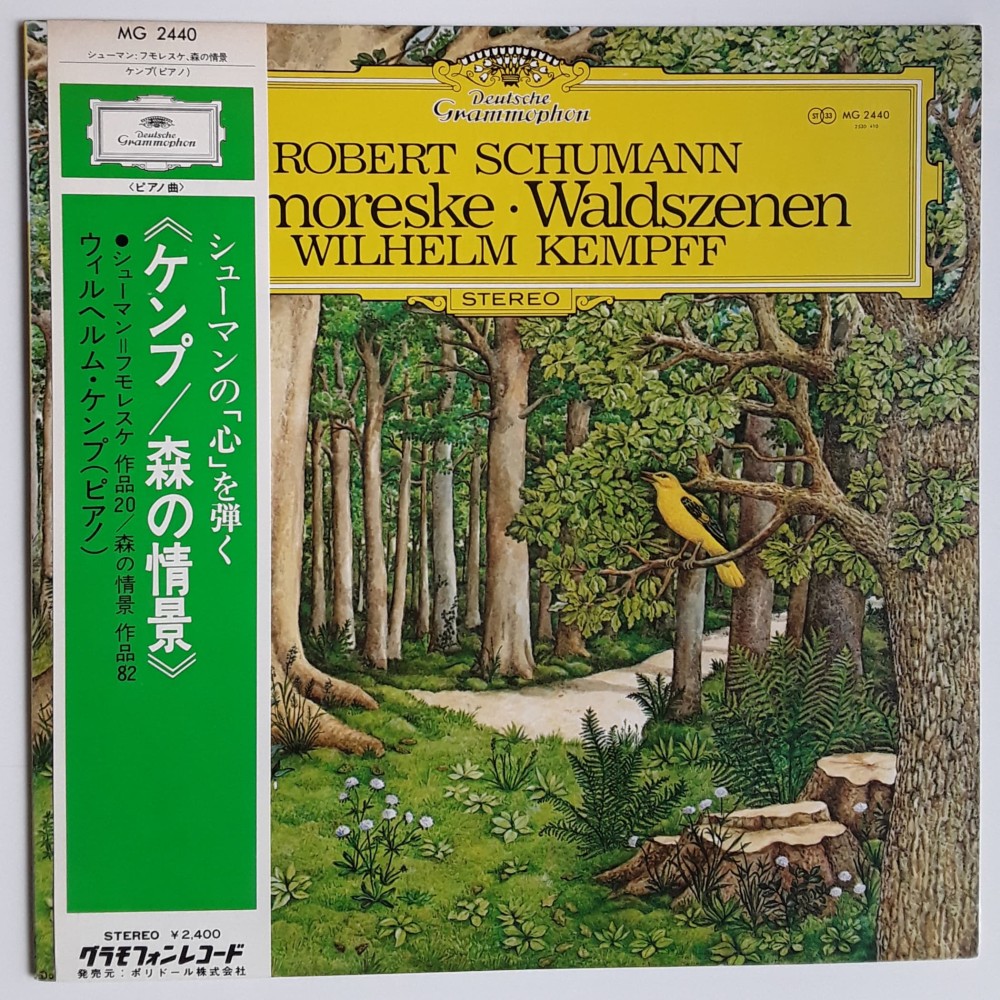 MG 2440
シューマン:フモレスケ、森の情景
ケンプ(ピアノ)
Deutsche
Grammophon
〈ピアノ曲〉
シューマンの「心」を弾く
《ケンプ/森の情景》
●シューマン=フモレスケ 作品20/森の情景 作品82
ウィルヘルム・ケンプ(ピアノ)
STEREO ¥2,400
グラモフォンレコード
発売元:ポリドール株式会社
Deutsche
Grammophon
ST 33 MG 2440
2530 410
ROBERT SCHUMANN
moreske · Waldszenen
WILHELM KEMPFF
STEREO